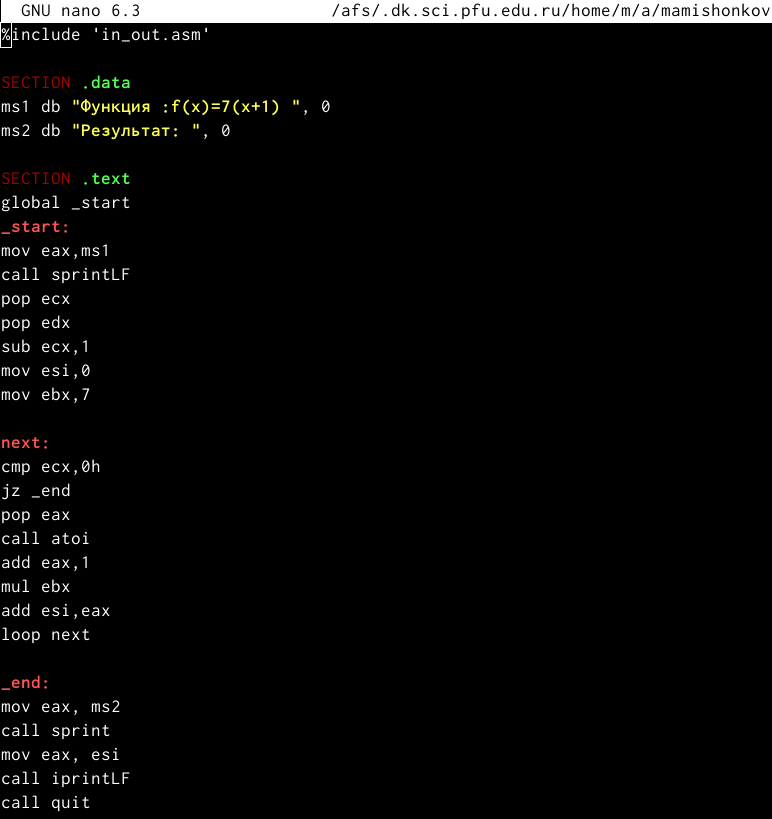 GNU nano 6.3 /afs/.dk.sci.pfu.edu.ru/home/m/a/mamishonkov
%include 'in_out.asm'
SECTION .data
ms1 db "Функция :f(x)=7(x+1) ", 0
ms2 db "Результат: ", 0
SECTION .text
global _start
_start:
mov eax,ms1
call sprintLF
pop ecx
pop edx
sub ecx,1
mov esi,0
mov ebx,7
next:
cmp ecx,0h
jz _end
pop eax
call atoi
add eax,1
mul ebx
add esi,eax
loop next
_end:
mov eax, ms2
call sprint
mov eax, esi
call iprintLF
call quit